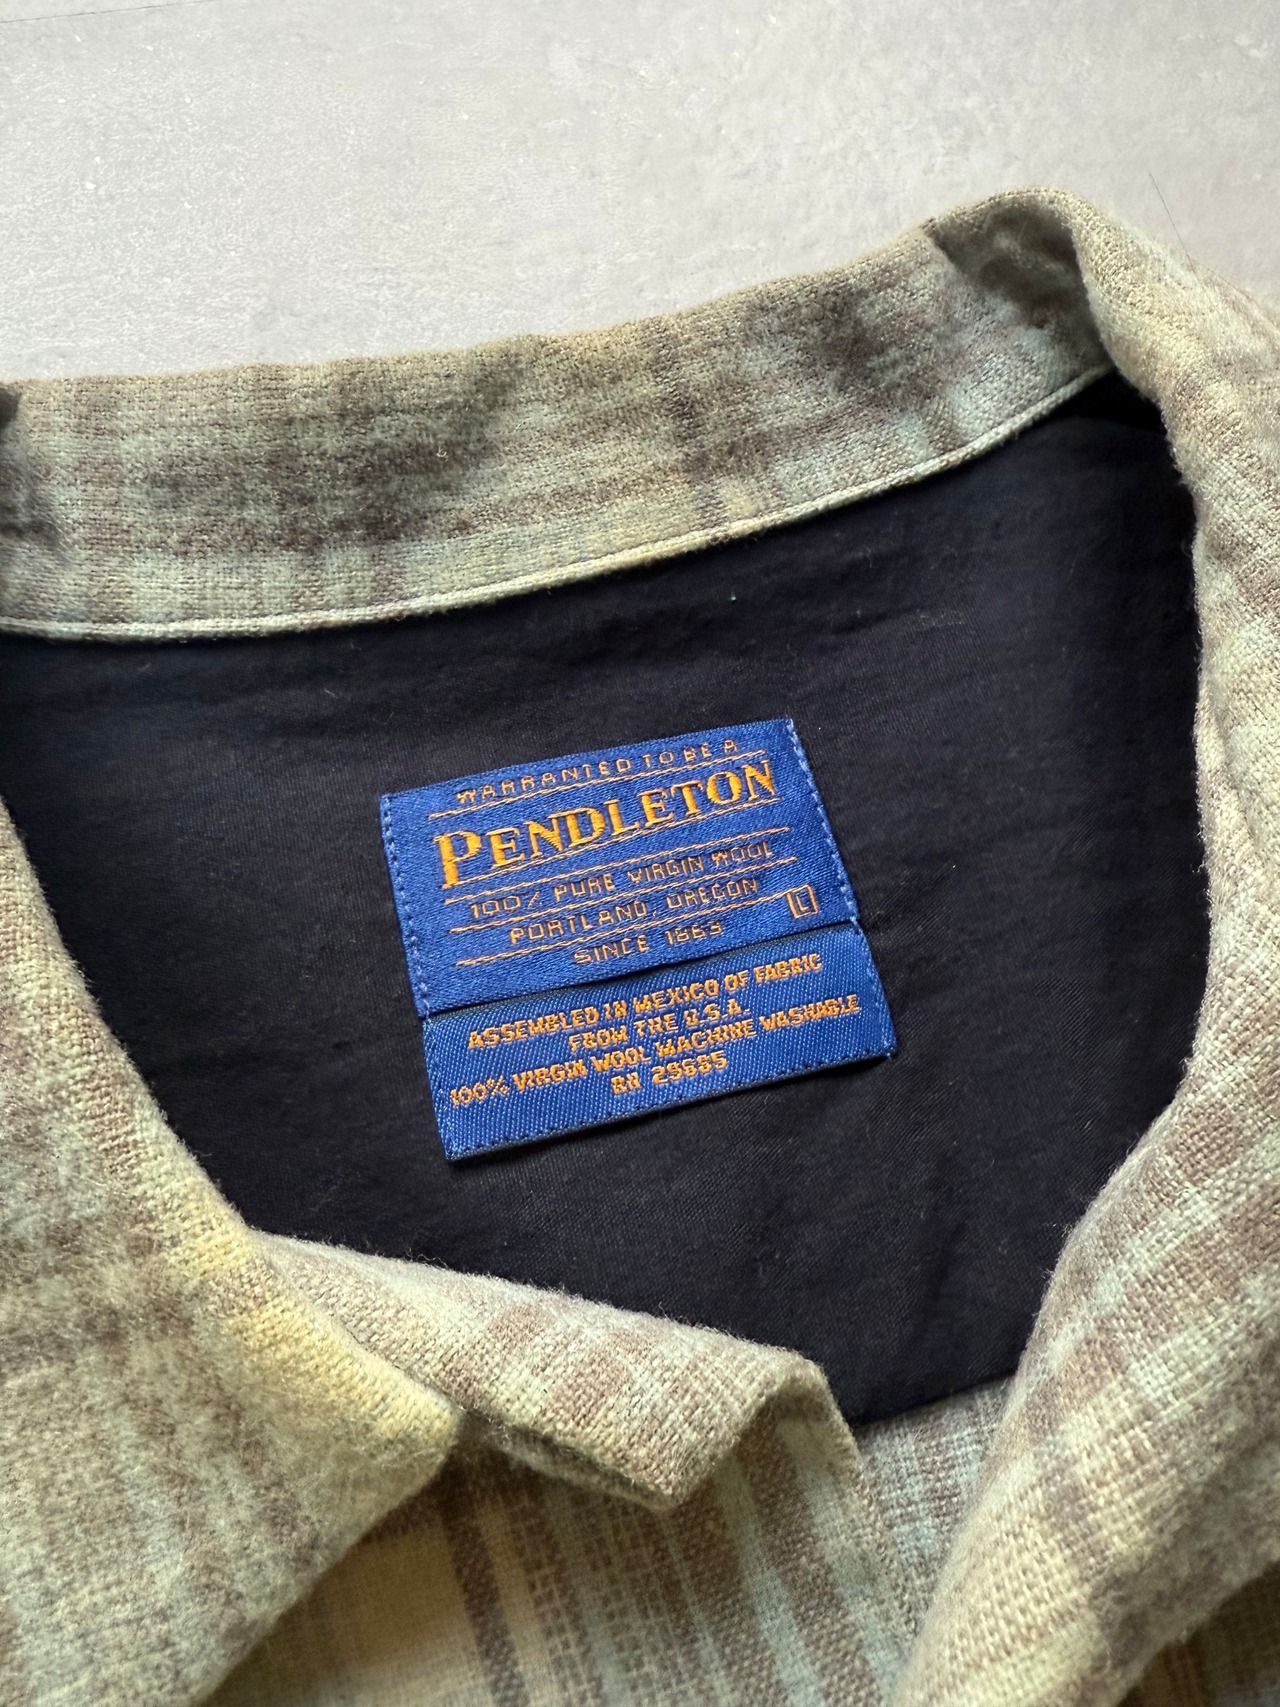 WARRANTED TO BE A
PENDLETON
100% PURE VIRGIN WOOL
PORTLAND, OREGON
L
SINCE 1863
ASSEMBLED IN MEXICO OF FABRIC
FROM THE U.S.A.
100% VIRGIN WOOL MACHINE WASHABLE
RN 29685